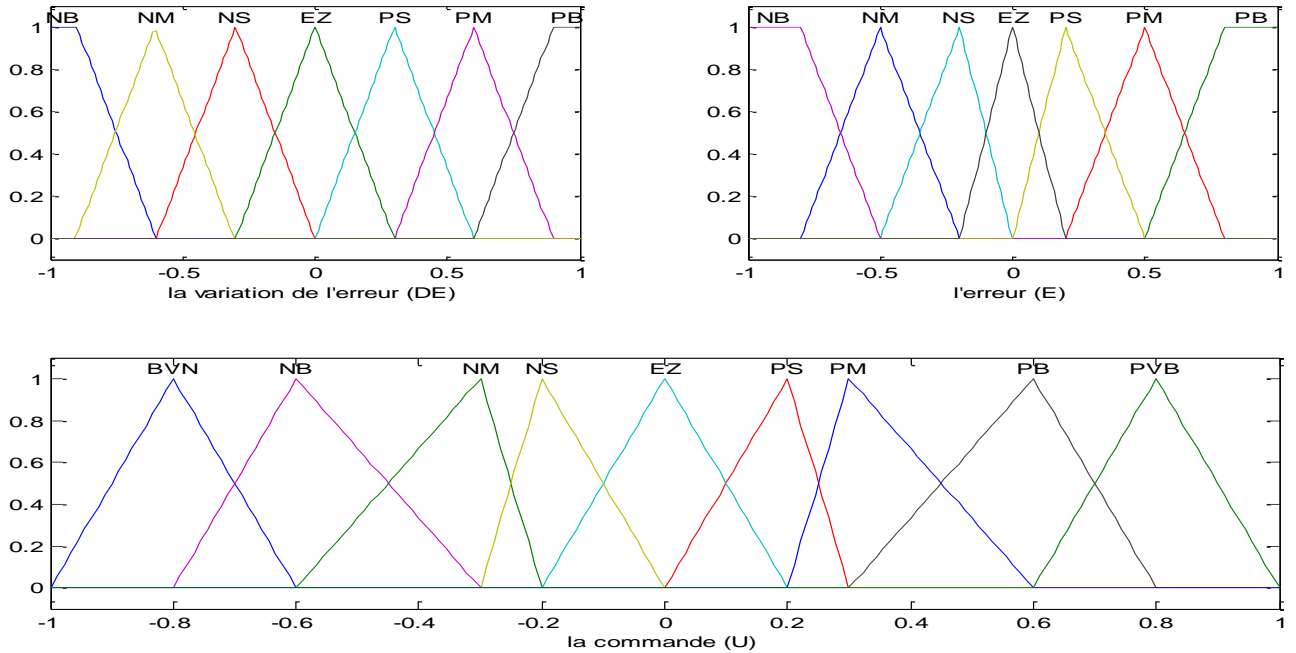 NB NM NS EZ PS PM PB
1
0.8
0.6
0.4
0.2
0
-1 -0.5 0 0.5 1
la variation de l'erreur (DE)
NB NM NS EZ PS PM PB
1
0.8
0.6
0.4
0.2
0
-1 -0.5 0 0.5 1
l'erreur (E)
BVN NB NM NS EZ PS PM PB PVB
1
0.8
0.6
0.4
0.2
0
-1 -0.8 -0.6 -0.4 -0.2 0 0.2 0.4 0.6 0.8 1
la commande (U)